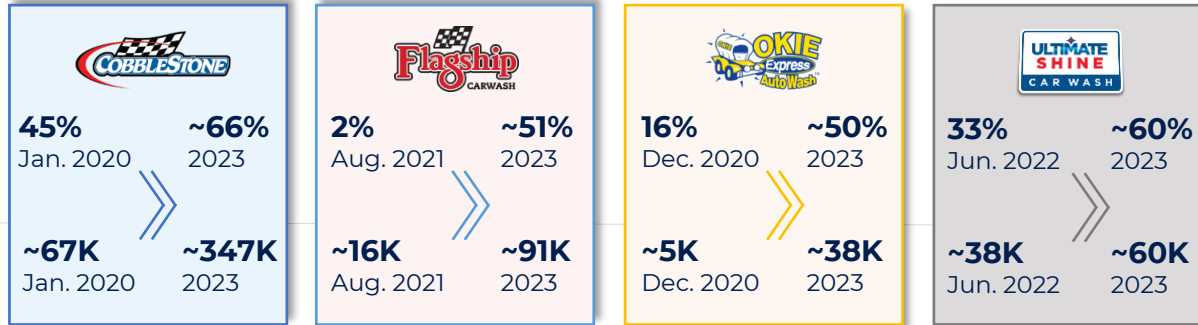 COBBLESTONE
45% ~66%
Jan. 2020 2023
~67K ~347K
Jan. 2020 2023
Flagship
CARWASH
2% ~51%
Aug. 2021 2023
~16K ~91K
Aug. 2021 2023
OKIE
OKIE
Express
Auto Wash
16% ~50%
Dec. 2020 2023
~5K ~38K
Dec. 2020 2023
ULTIMATE
SHINE
CAR WASH
33% ~60%
Jun. 2022 2023
~38K ~60K
Jun. 2022 2023